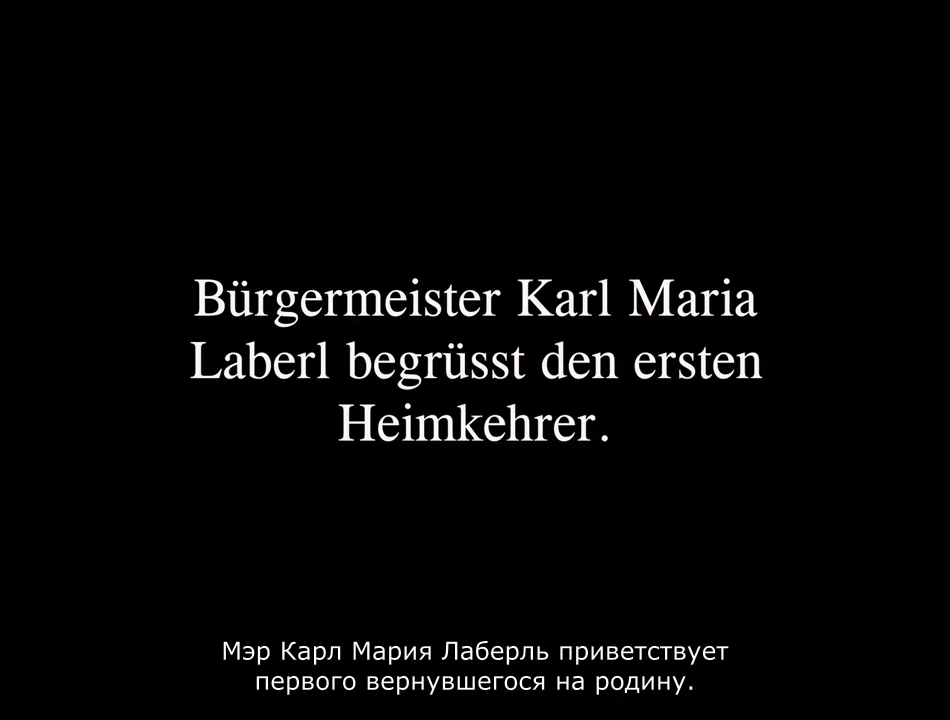 Bürgermeister Karl Maria
Laberl begrüsst den ersten
Heimkehrer.
Мэр Карл Мария Лаберль приветствует
первого вернувшегося на родину.